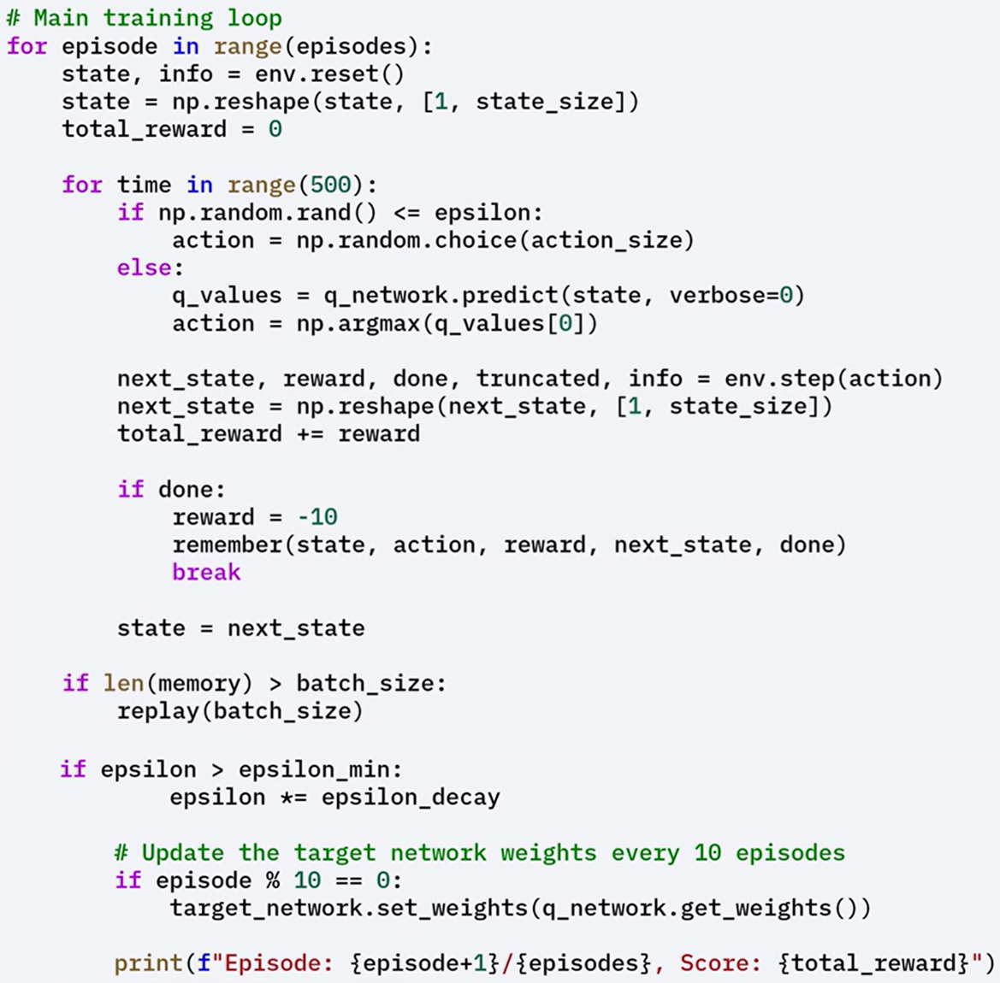 # Main training loop
for episode in range(episodes):
    state, info = env.reset()
    state = np.reshape(state, [1, state_size])
    total_reward = 0

    for time in range(500):
        if np.random.rand() <= epsilon:
            action = np.random.choice(action_size)
        else:
            q_values = q_network.predict(state, verbose=0)
            action = np.argmax(q_values[0])

        next_state, reward, done, truncated, info = env.step(action)
        next_state = np.reshape(next_state, [1, state_size])
        total_reward += reward

        if done:
            reward = -10
            remember(state, action, reward, next_state, done)
            break

        state = next_state

    if len(memory) > batch_size:
        replay(batch_size)

    if epsilon > epsilon_min:
            epsilon *= epsilon_decay

        # Update the target network weights every 10 episodes
        if episode % 10 == 0:
            target_network.set_weights(q_network.get_weights())

        print(f"Episode: {episode+1}/{episodes}, Score: {total_reward}")